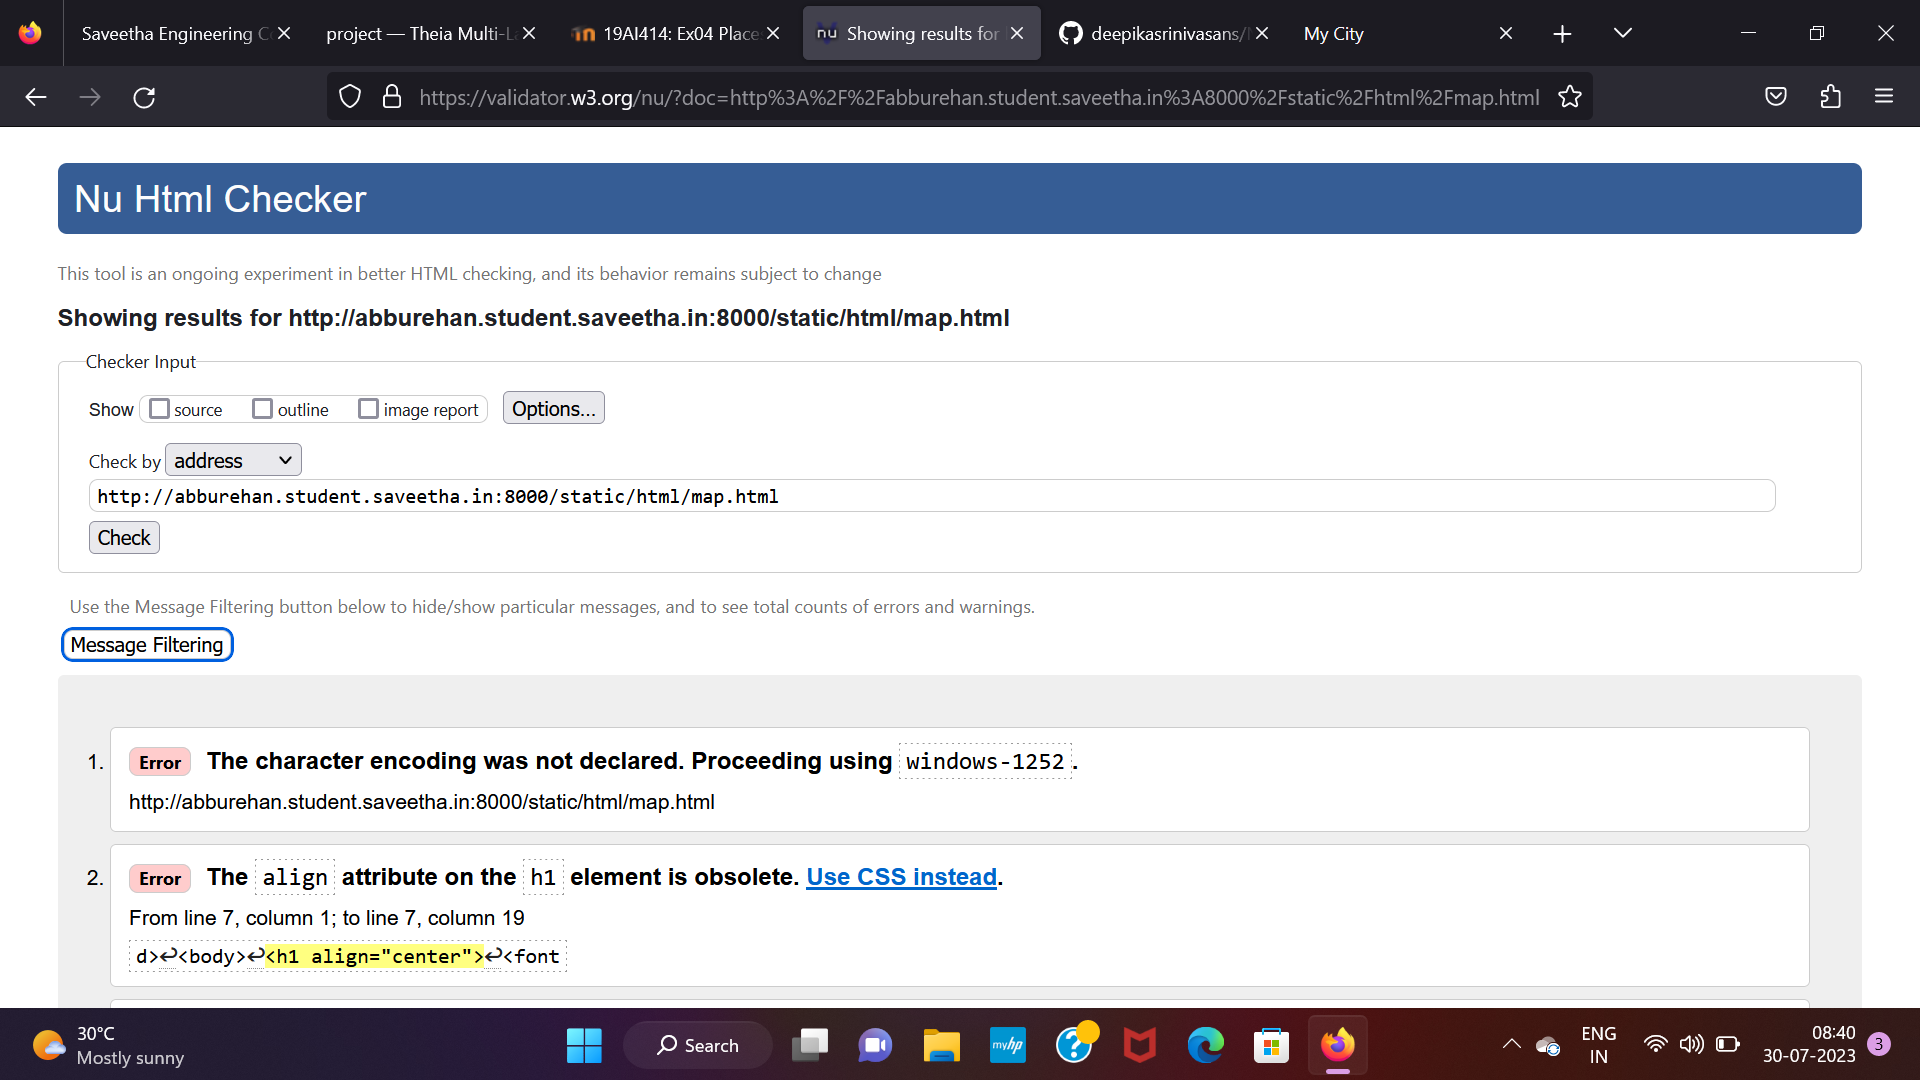 Saveetha Engineering C
project — Theia Multi-La
19AI414: Ex04 Place
nu Showing results for
deepikasrinivasans/
My City
https://validator.w3.org/nu/?doc=http%3A%2F%2Fabburehan.student.saveetha.in%3A8000%2Fstatic%2Fhtml%2Fmap.html
Nu Html Checker
This tool is an ongoing experiment in better HTML checking, and its behavior remains subject to change
Showing results for http://abburehan.student.saveetha.in:8000/static/html/map.html
Checker Input
Show source outline image report Options...
Check by address
http://abburehan.student.saveetha.in:8000/static/html/map.html
Check
Use the Message Filtering button below to hide/show particular messages, and to see total counts of errors and warnings.
Message Filtering
1. Error The character encoding was not declared. Proceeding using windows-1252.
http://abburehan.student.saveetha.in:8000/static/html/map.html
2. Error The align attribute on the h1 element is obsolete. Use CSS instead.
From line 7, column 1; to line 7, column 19
d>↩<body>↩<h1 align="center">↩<font
30°C
Mostly sunny
Search
myhp
ENG
IN
08:40
30-07-2023
3